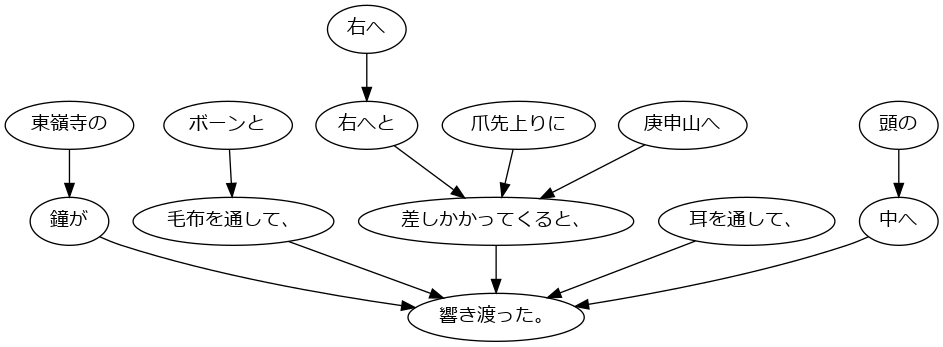 右へ
東嶺寺の
ボーンと
右へと
爪先上りに
庚申山へ
頭の
鐘が
毛布を通して、
差しかかってくると、
耳を通して、
中へ
響き渡った。